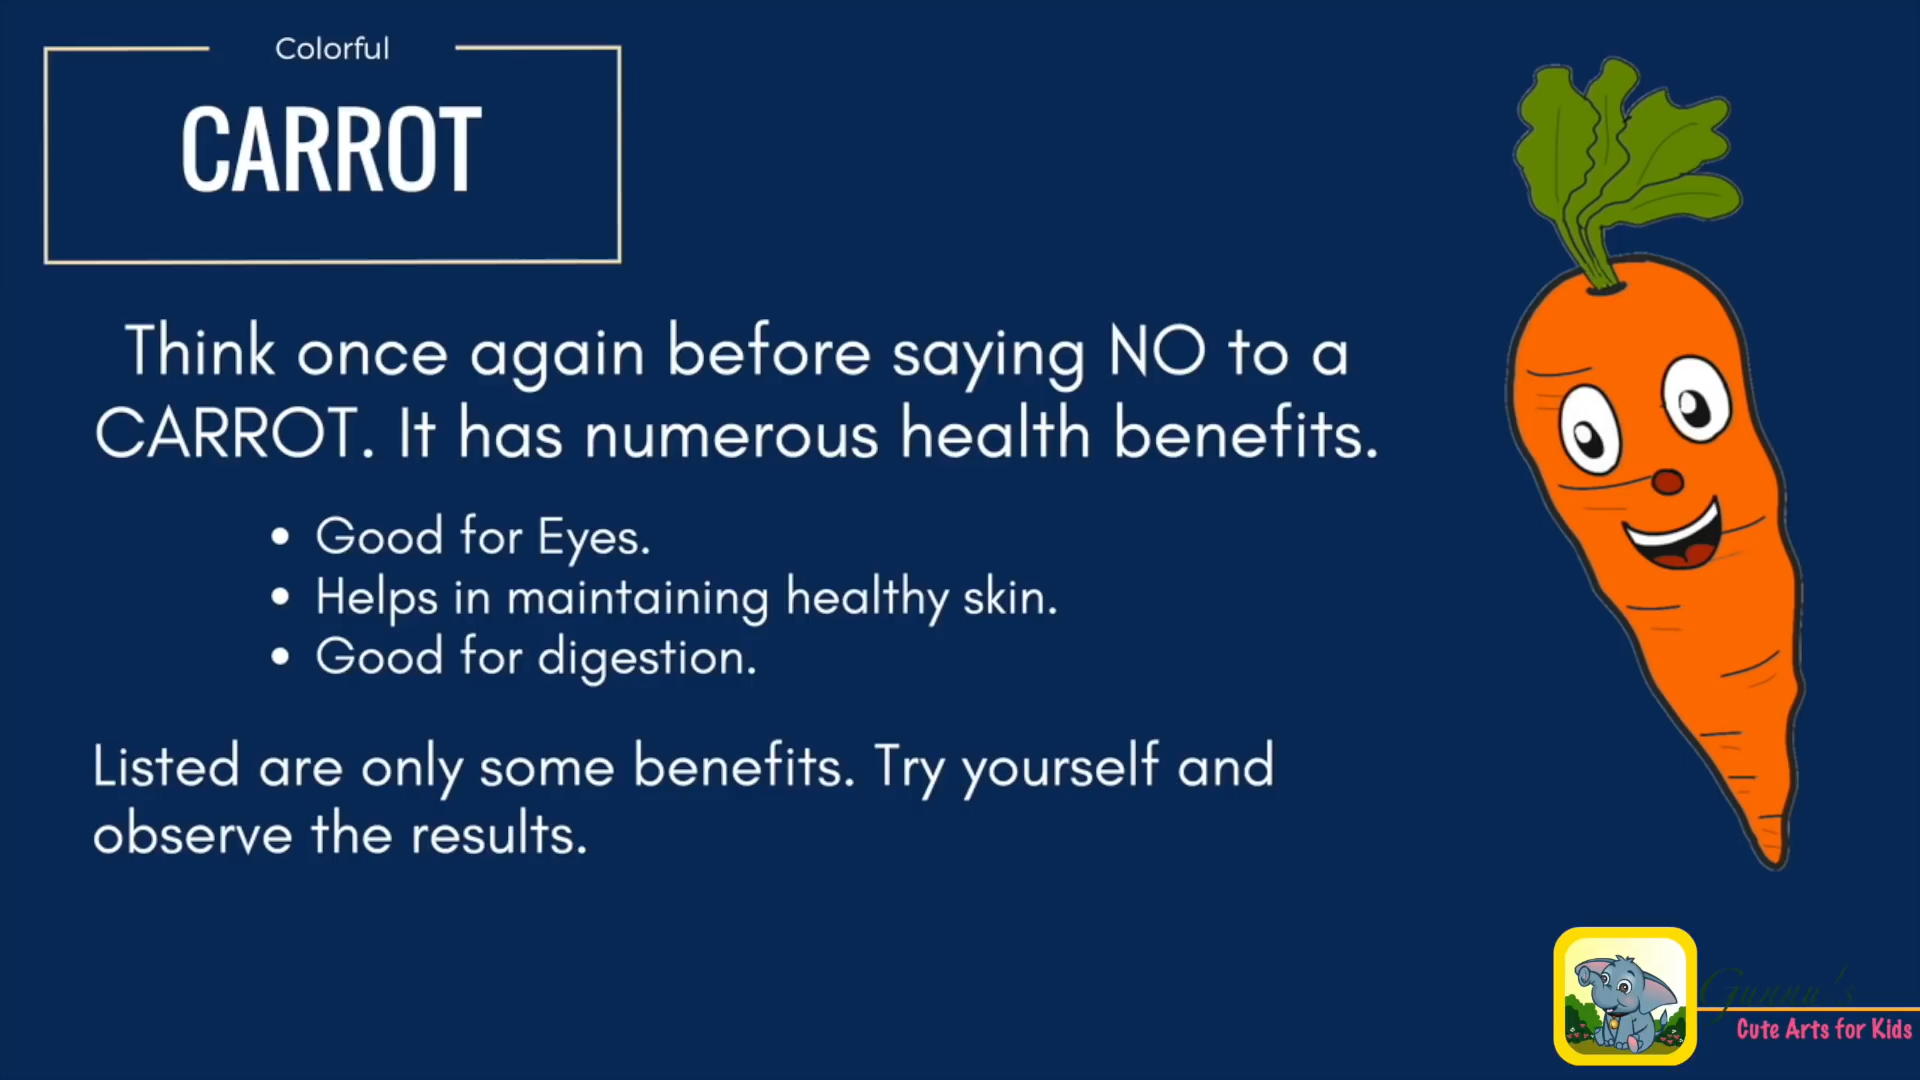 Colorful
CARROT
Think once again before saying NO to a
CARROT. It has numerous health benefits.
• Good for Eyes.
• Helps in maintaining healthy skin.
• Good for digestion.
Listed are only some benefits. Try yourself and
observe the results.
Gunnu's
Cute Arts for Kids